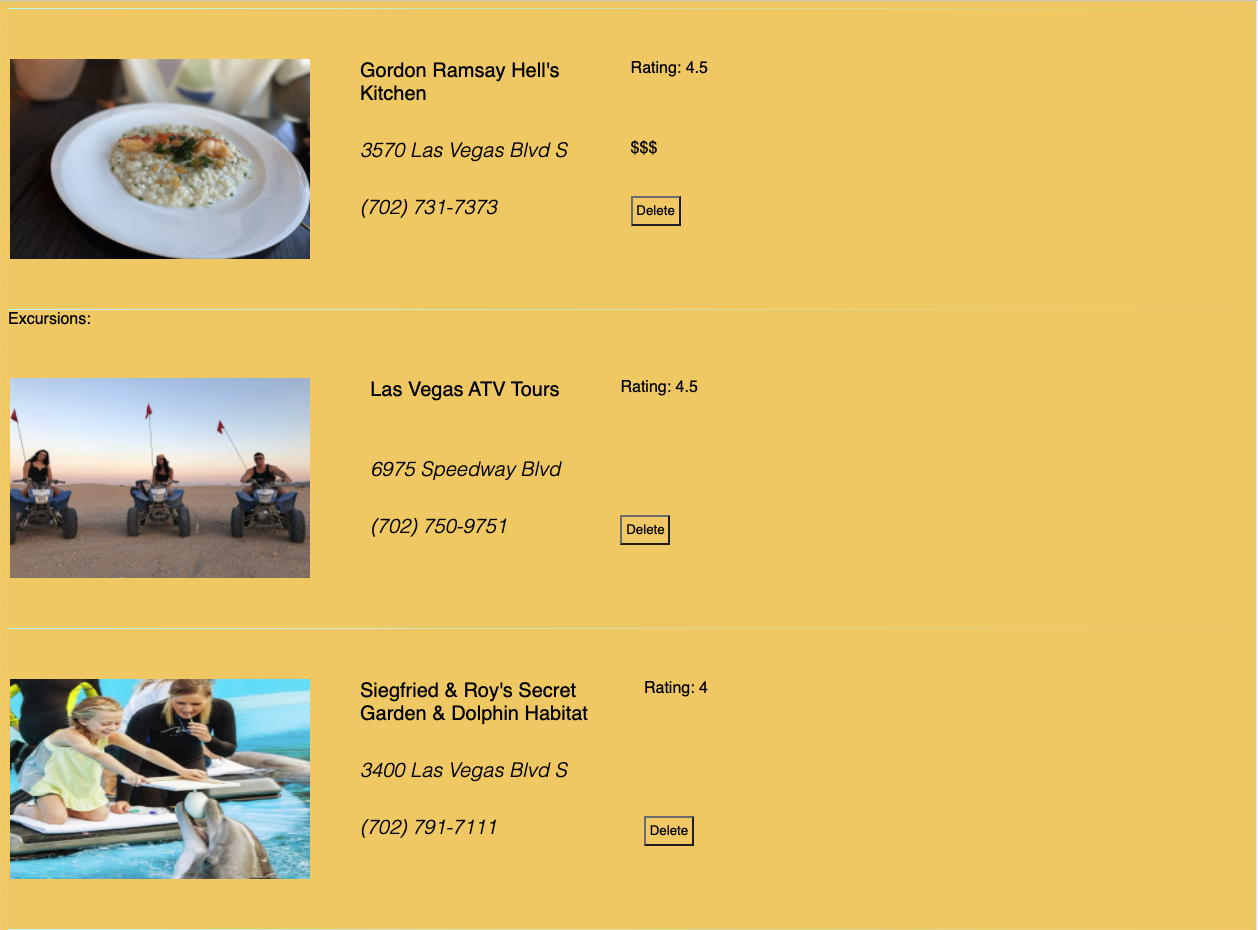 Gordon Ramsay Hell's
Kitchen
Rating: 4.5
3570 Las Vegas Blvd S
$$$
(702) 731-7373
Delete
Excursions:
Las Vegas ATV Tours
Rating: 4.5
6975 Speedway Blvd
(702) 750-9751
Delete
Siegfried & Roy's Secret
Garden & Dolphin Habitat
Rating: 4
3400 Las Vegas Blvd S
(702) 791-7111
Delete